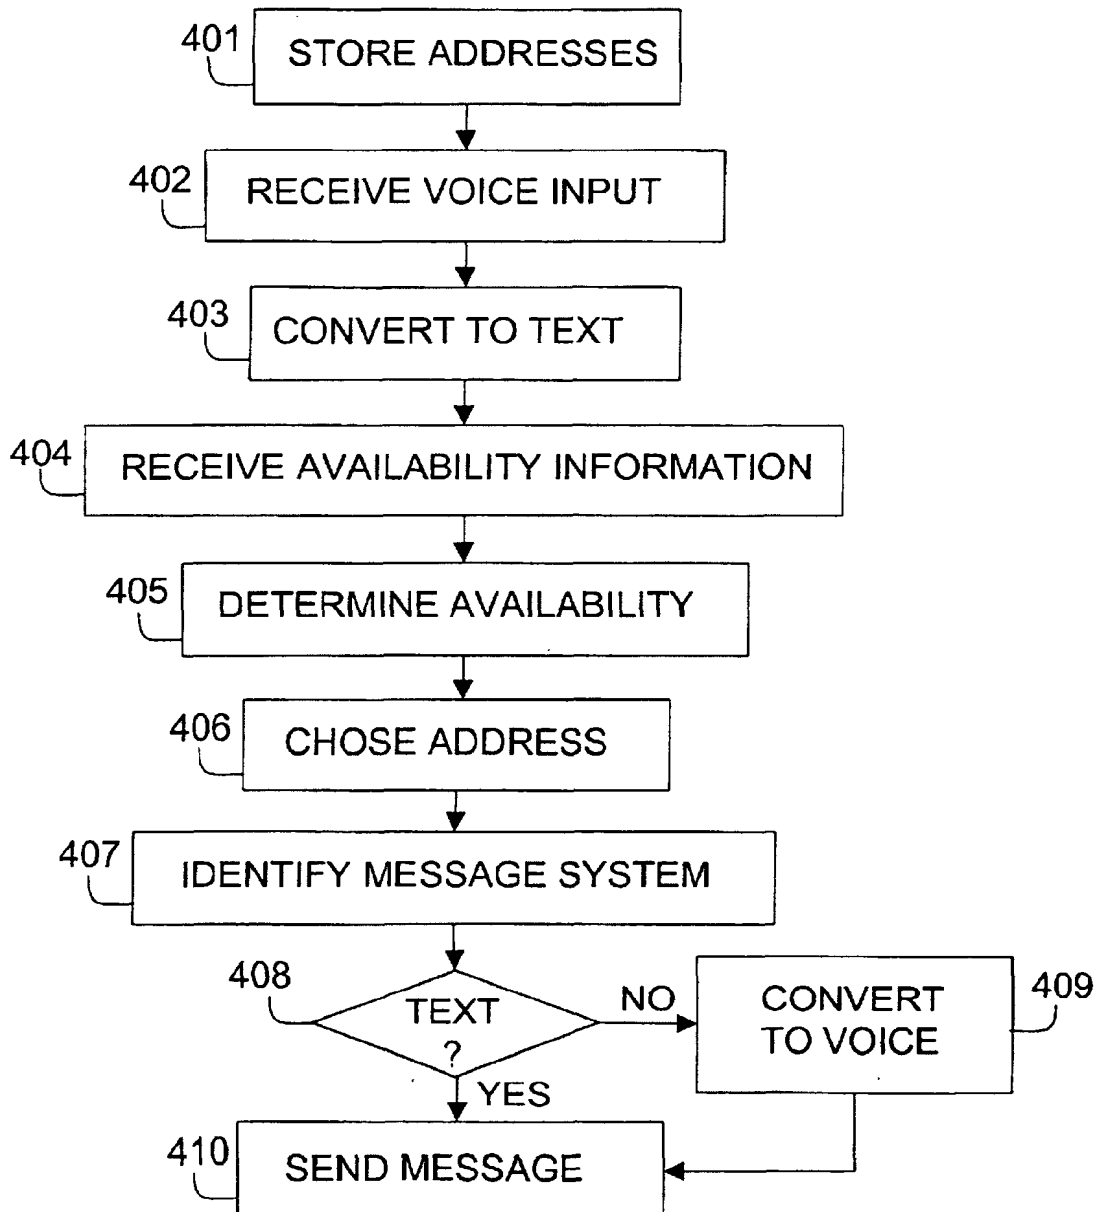 401
STORE ADDRESSES
402
RECEIVE VOICE INPUT
403
CONVERT TO TEXT
404
RECEIVE AVAILABILITY INFORMATION
405
DETERMINE AVAILABILITY
406
CHOSE ADDRESS
407
IDENTIFY MESSAGE SYSTEM
408
TEXT
?
NO
CONVERT
TO VOICE
409
YES
410
SEND MESSAGE